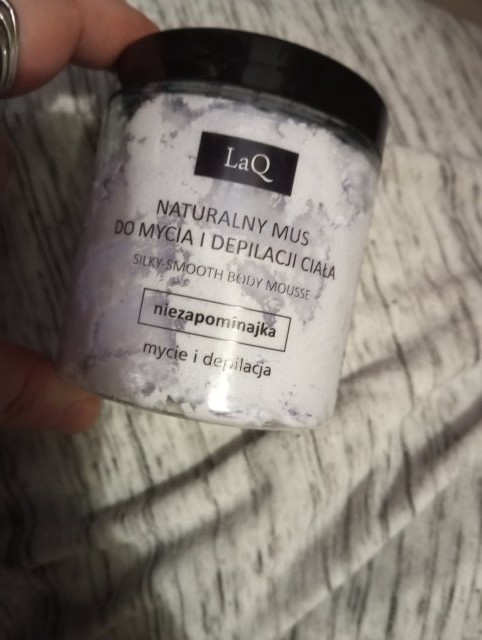 LaQ
NATURALNY MUS
DO MYCIA I DEPILACJI CIAŁA
SILKY-SMOOTH BODY MOUSSE
niezapominajka
mycie i depilacja